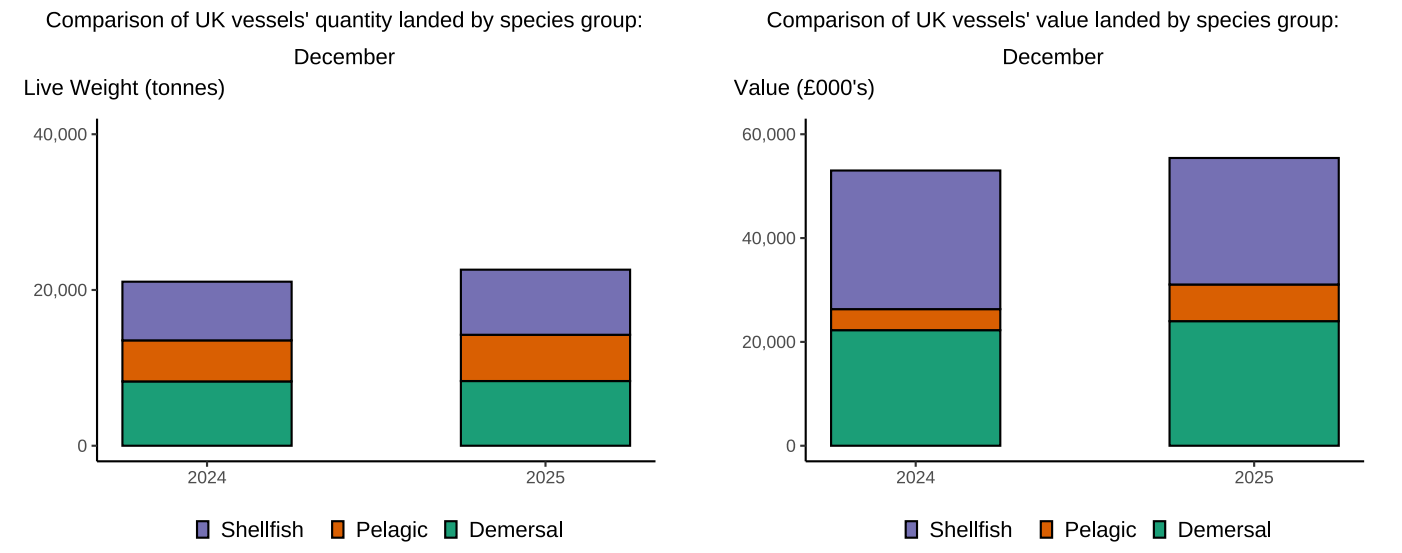 Comparison of UK vessels' quantity landed by species group:
December
Live Weight (tonnes)
40,000
20,000
0
2024 2025
Shellfish Pelagic Demersal
Comparison of UK vessels' value landed by species group:
December
Value (£000's)
60,000
40,000
20,000
0
2024 2025
Shellfish Pelagic Demersal